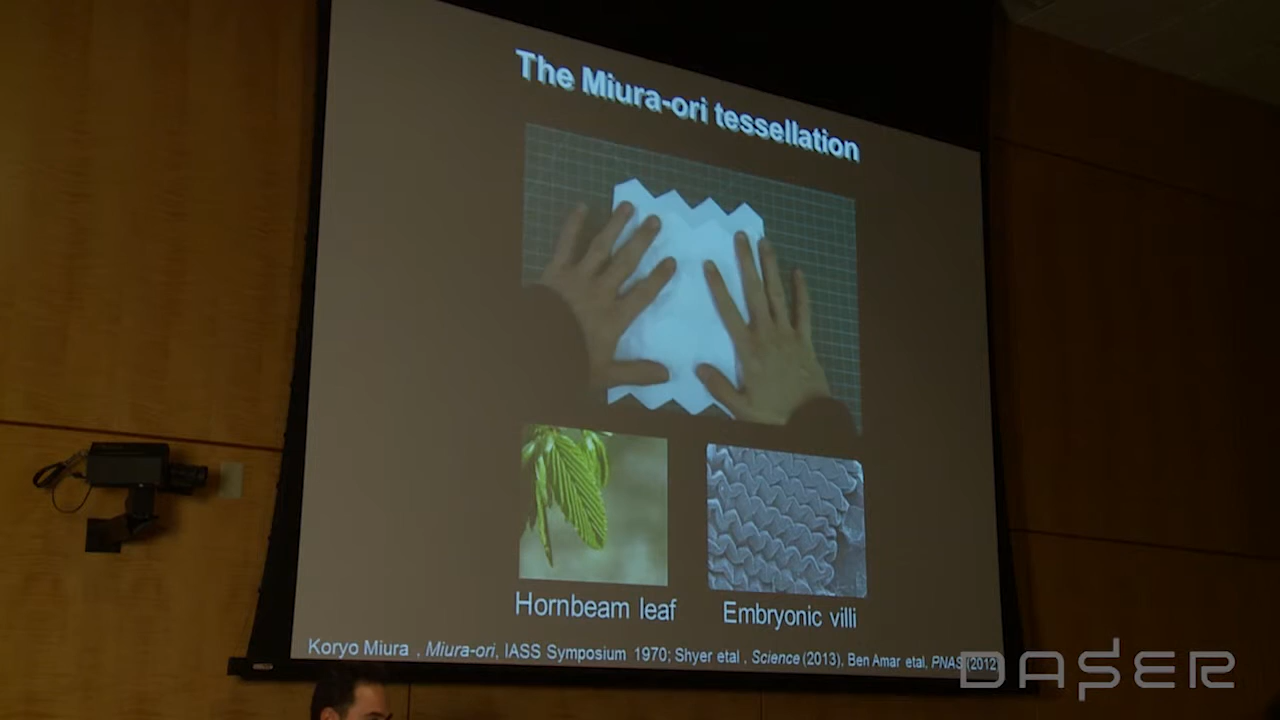 The Miura-ori tessellation
Hornbeam leaf
Embryonic villi
Koryo Miura , Miura-ori, IASS Symposium 1970; Shyer etal , Science (2013), Ben Amar etal, PNAS (2012)
DASER